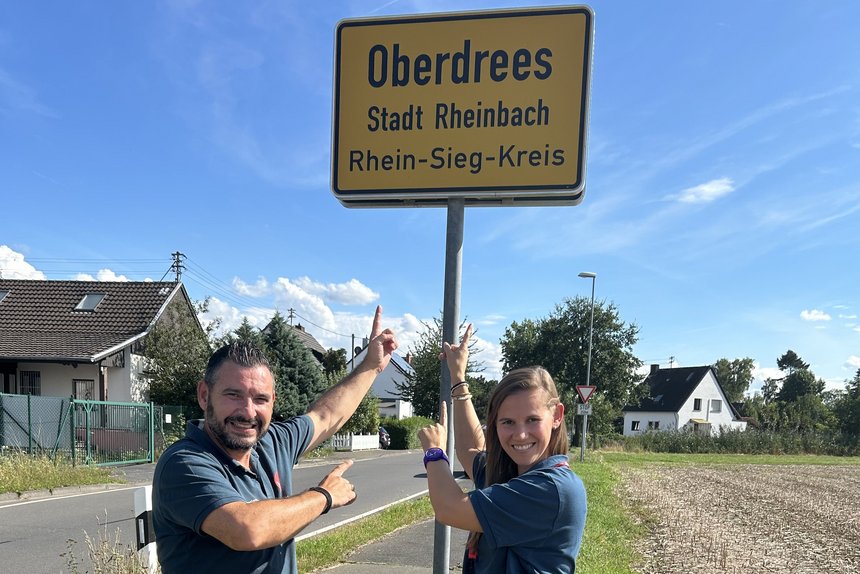 Oberdrees
Stadt Rheinbach
Rhein-Sieg-Kreis